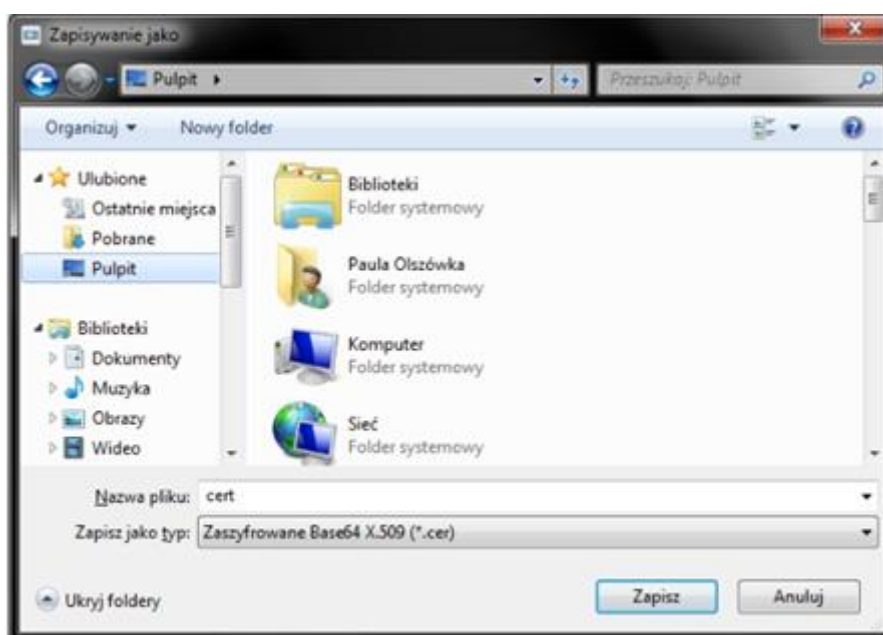 Zapisywanie jako
Pulpit
Przeszukaj: Pulpit
Organizuj
Nowy folder
Ulubione
Ostatnie miejsca
Pobrane
Pulpit
Biblioteki
Dokumenty
Muzyka
Obrazy
Wideo
Biblioteki
Folder systemowy
Paula Olszówka
Folder systemowy
Komputer
Folder systemowy
Sieć
Folder systemowy
Nazwa pliku: cert
Zapisz jako typ: Zaszyfrowane Base64 X.509 (*.cer)
Ukryj foldery
Zapisz
Anuluj